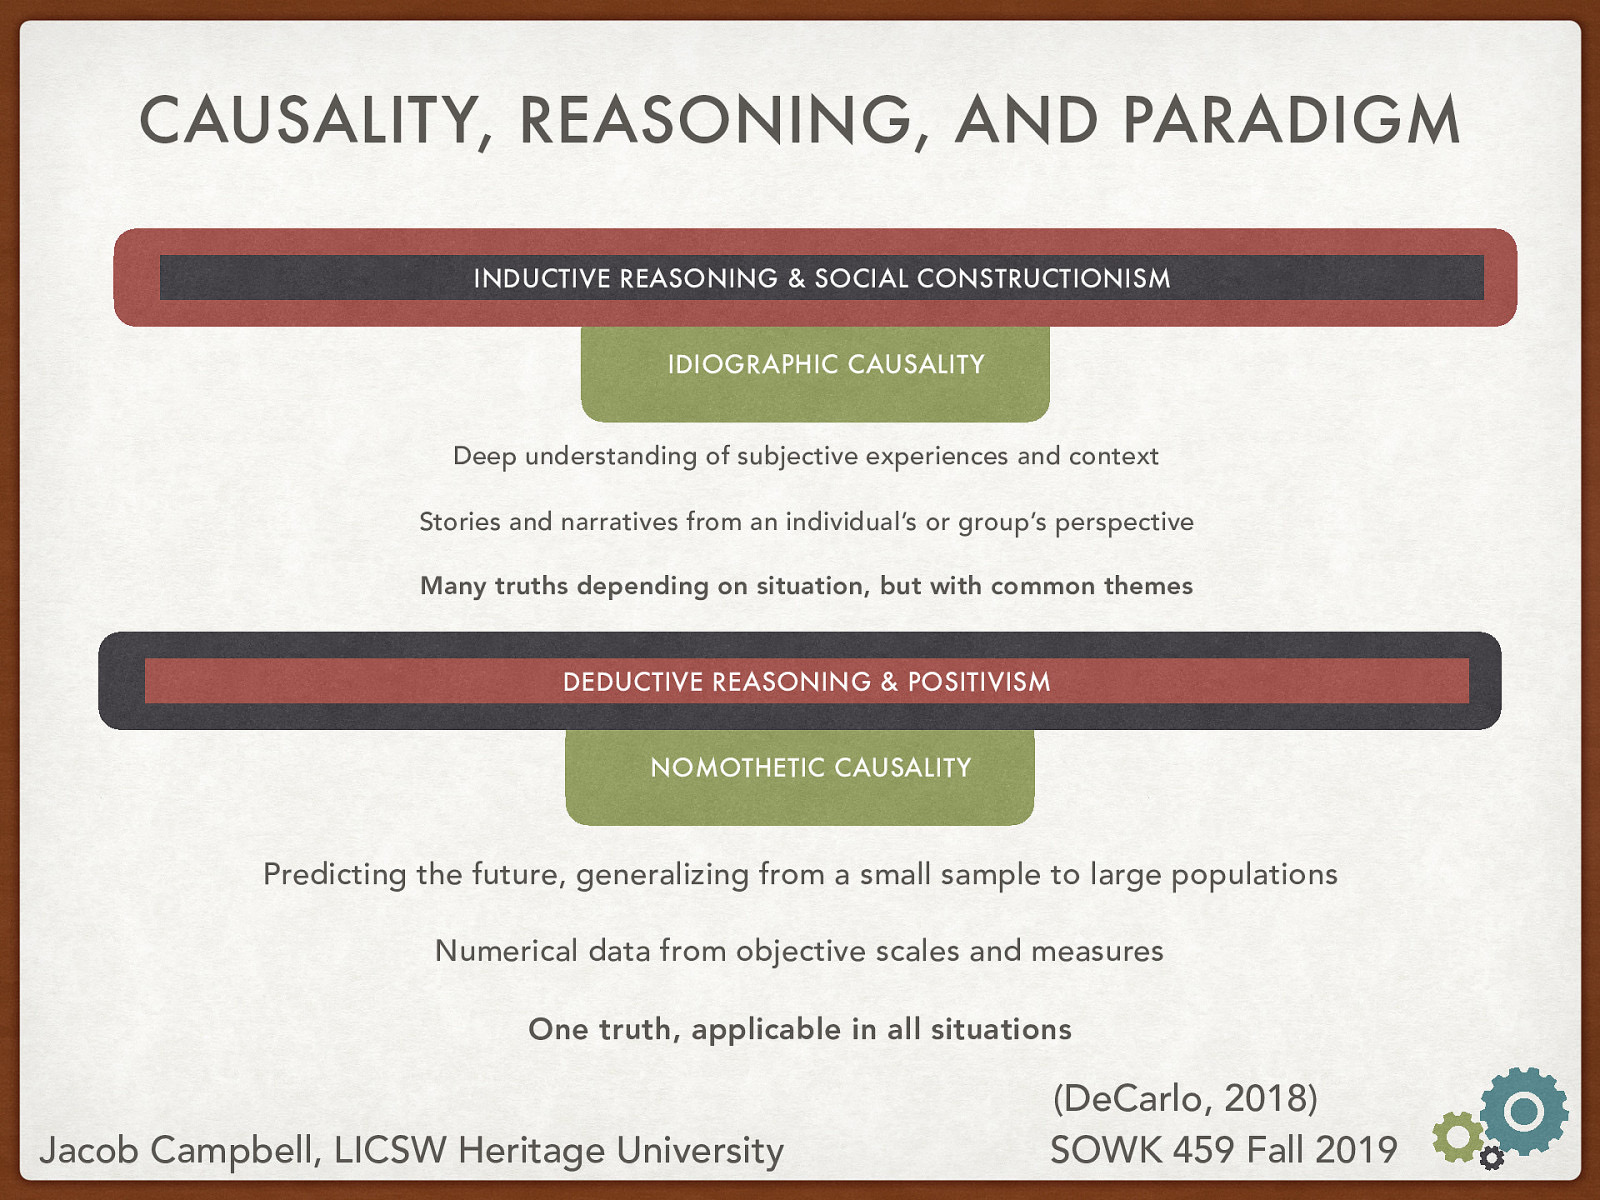 CAUSALITY, REASONING, AND PARADIGM
INDUCTIVE REASONING & SOCIAL CONSTRUCTIONISM
IDIOGRAPHIC CAUSALITY
Deep understanding of subjective experiences and context
Stories and narratives from an individual’s or group’s perspective
Many truths depending on situation, but with common themes
DEDUCTIVE REASONING & POSITIVISM
NOMOTHETIC CAUSALITY
Predicting the future, generalizing from a small sample to large populations
Numerical data from objective scales and measures
One truth, applicable in all situations
(DeCarlo, 2018)
Jacob Campbell, LICSW Heritage University
SOWK 459 Fall 2019